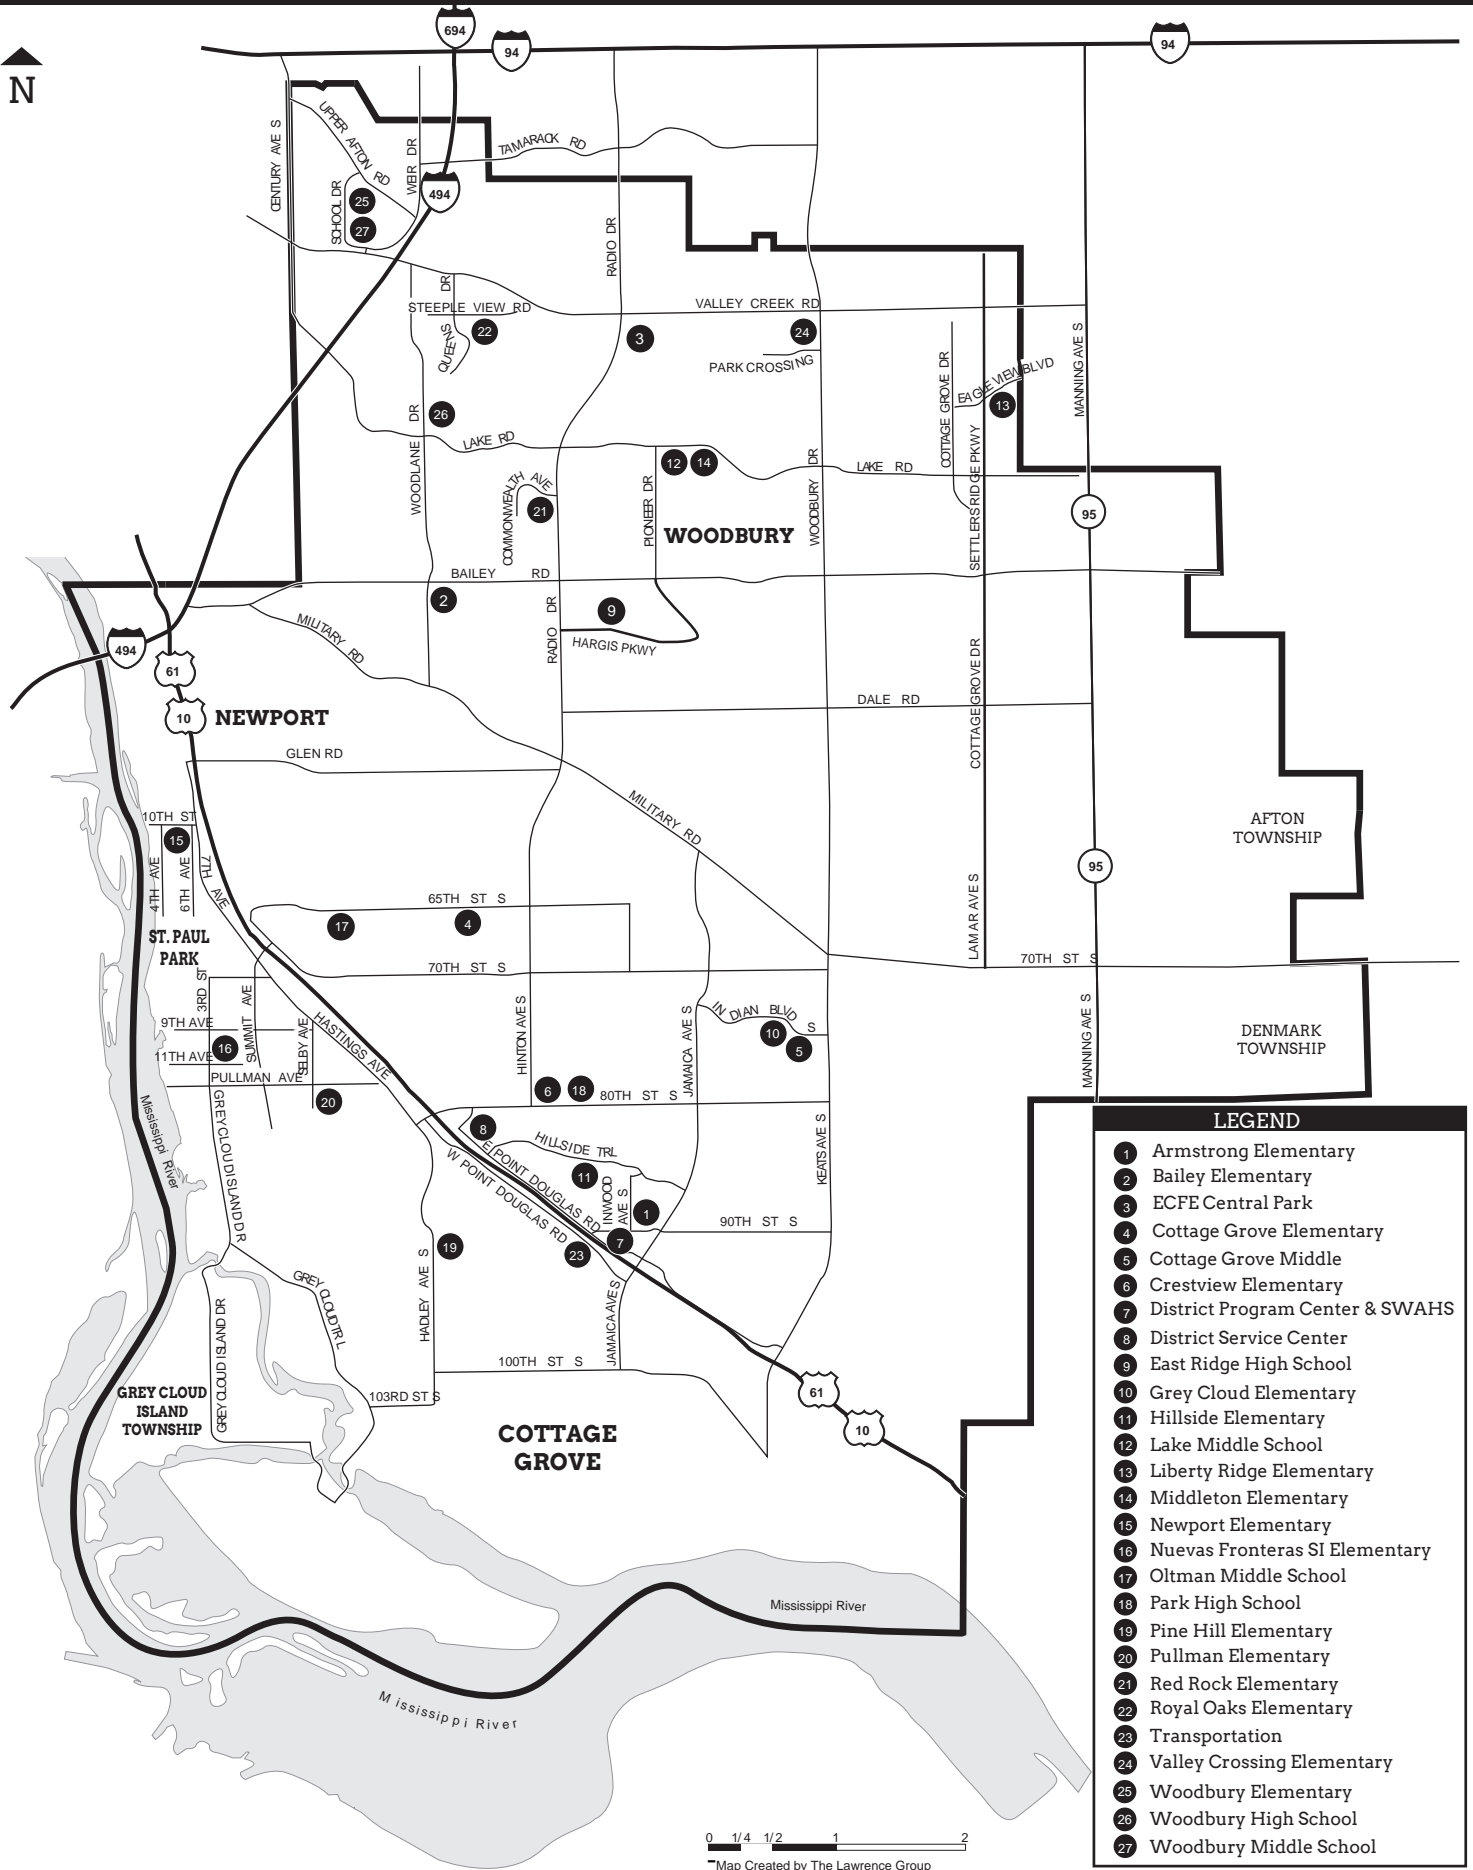 694
94
94
N
CENTURY AVE S
UPPER AFTON RD
WEIR DR
TAMARACK RD
494
SCHOOL DR
25
27
RADIO DR
STEEPLE VIEW RD
QUEENS DR
22
VALLEY CREEK RD
3
24
PARK CROSSING
COTTAGE GROVE DR
EAGLE VIEW BLVD
13
MANNING AVE S
WOODLANE DR
26
LAKE RD
12
14
WOODBURY DR
LAKE RD
SETTLERS RIDGE PKWY
COMMONWEALTH AVE
21
PIONEER DR
WOODBURY
95
BAILEY RD
2
RADIO DR
9
HARGIS PKWY
MILITARY RD
494
61
10
NEWPORT
COTTAGE GROVE DR
DALE RD
GLEN RD
MILITARY RD
10TH ST
15
4TH AVE
6TH AVE
7TH AVE
AFTON
TOWNSHIP
95
65TH ST S
17
4
LAMAR AVE S
ST. PAUL
PARK
70TH ST S
70TH ST S
3RD ST
SUMMIT AVE
SELBY AVE
HASTINGS AVE
9TH AVE
16
11TH AVE
PULLMAN AVE
20
HINTON AVE S
JAMAICA AVE S
INDIAN BLVD S
10
5
MANNING AVE S
DENMARK
TOWNSHIP
6
18
80TH ST S
Mississippi River
GREY CLOUD ISLAND DR
8
HILLSIDE TRL
E POINT DOUGLAS RD
W POINT DOUGLAS RD
11
INWOOD
AVE S
1
KEATS AVE S
90TH ST S
7
23
19
HADLEY AVE S
JAMAICA AVE S
GREY CLOUD TRL
GREY CLOUD ISLAND DR
100TH ST S
103RD ST S
GREY CLOUD
ISLAND
TOWNSHIP
61
10
COTTAGE
GROVE
Mississippi River
Mississippi River
LEGEND
1 Armstrong Elementary
2 Bailey Elementary
3 ECFE Central Park
4 Cottage Grove Elementary
5 Cottage Grove Middle
6 Crestview Elementary
7 District Program Center & SWAHS
8 District Service Center
9 East Ridge High School
10 Grey Cloud Elementary
11 Hillside Elementary
12 Lake Middle School
13 Liberty Ridge Elementary
14 Middleton Elementary
15 Newport Elementary
16 Nuevas Fronteras SI Elementary
17 Oltman Middle School
18 Park High School
19 Pine Hill Elementary
20 Pullman Elementary
21 Red Rock Elementary
22 Royal Oaks Elementary
23 Transportation
24 Valley Crossing Elementary
25 Woodbury Elementary
26 Woodbury High School
27 Woodbury Middle School
0 1/4 1/2 1 2
Map Created by The Lawrence Group